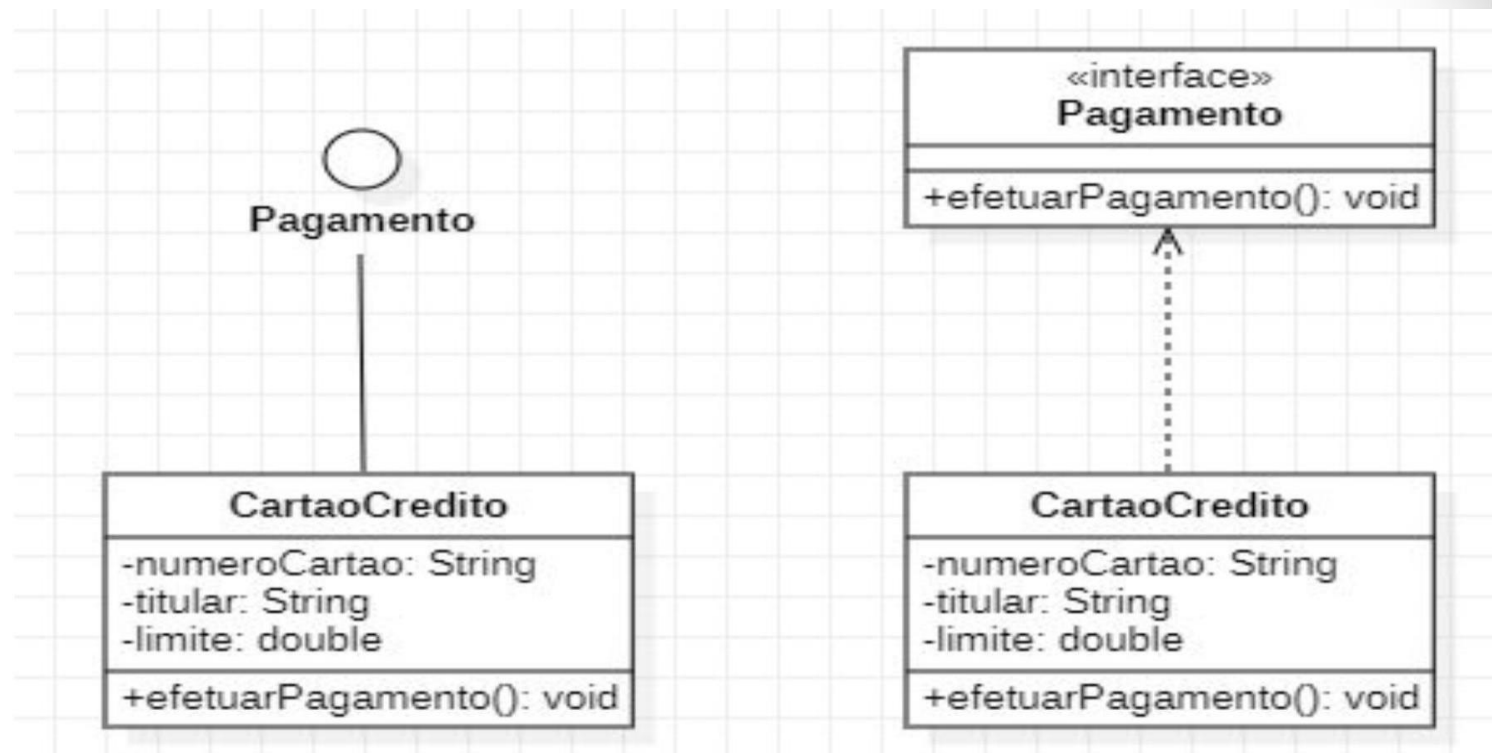 Pagamento
CartaoCredito
-numeroCartao: String
-titular: String
-limite: double
+efetuarPagamento(): void
«interface»
Pagamento
+efetuarPagamento(): void
CartaoCredito
-numeroCartao: String
-titular: String
-limite: double
+efetuarPagamento(): void